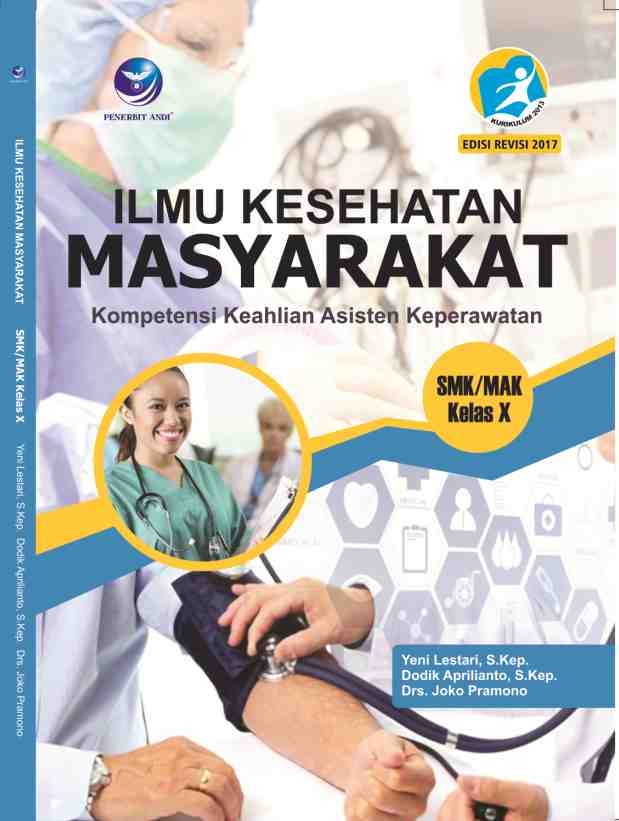 PENERBIT ANDI
KURIKULUM 2013
EDISI REVISI 2017
ILMU KESEHATAN
MASYARAKAT
Kompetensi Keahlian Asisten Keperawatan
SMK/MAK
Kelas X
Yeni Lestari, S.Kep.
Dodik Aprilianto, S.Kep.
Drs. Joko Pramono
ILMU KESEHATAN MASYARAKAT SMK/MAK Kelas X Yeni Lestari, S.Kep Dodik Aprilianto, S.Kep Drs. Joko Pramono